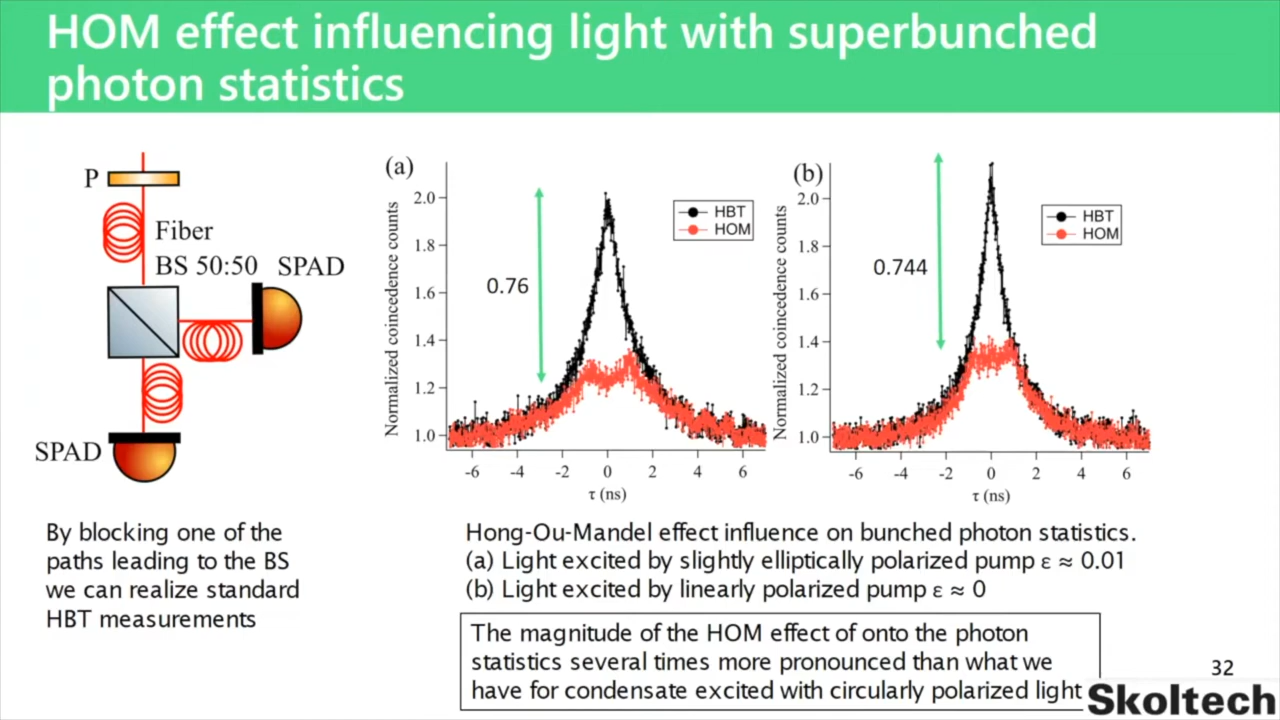 HOM effect influencing light with superbunched
photon statistics
P
Fiber
BS 50:50
SPAD
SPAD
(a)
Normalized coincedence counts
2.0
1.8
1.6
1.4
1.2
1.0
0.76
HBT
HOM
-6 -4 -2 0 2 4 6
τ (ns)
(b)
Normalized coincedence counts
2.0
1.8
1.6
1.4
1.2
1.0
0.744
HBT
HOM
-6 -4 -2 0 2 4 6
τ (ns)
By blocking one of the
paths leading to the BS
we can realize standard
HBT measurements
Hong-Ou-Mandel effect influence on bunched photon statistics.
(a) Light excited by slightly elliptically polarized pump ε ≈ 0.01
(b) Light excited by linearly polarized pump ε ≈ 0
The magnitude of the HOM effect of onto the photon
statistics several times more pronounced than what we
have for condensate excited with circularly polarized light
32
Skoltech